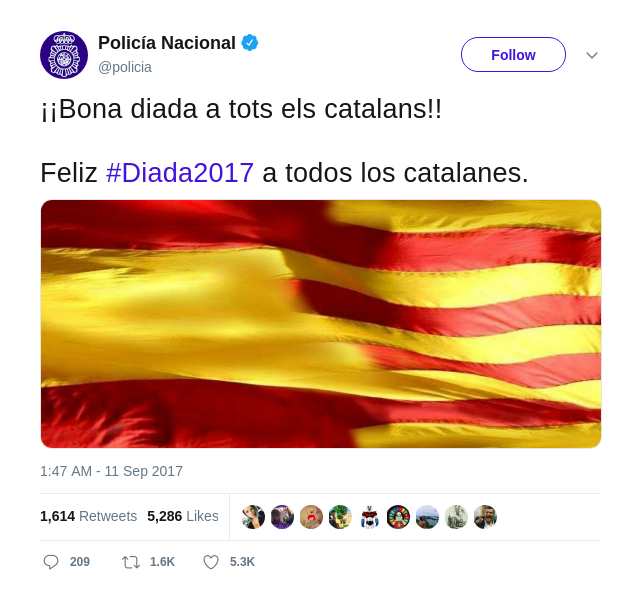 Policía Nacional
@policia
Follow
¡¡Bona diada a tots els catalans!!
Feliz #Diada2017 a todos los catalanes.
1:47 AM - 11 Sep 2017
1,614 Retweets 5,286 Likes
209 1.6K 5.3K